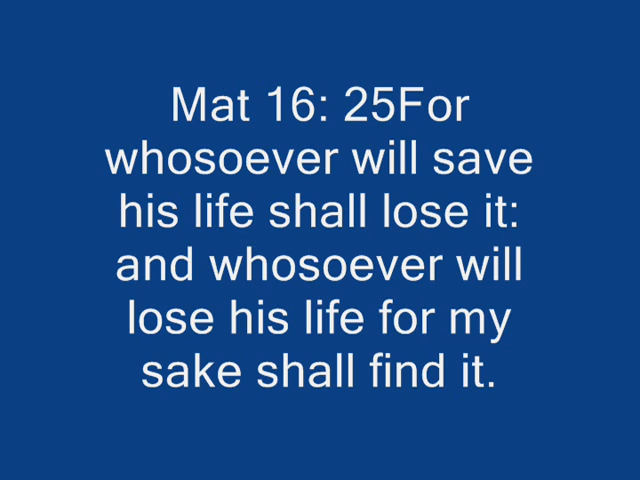 Mat 16: 25For
whosoever will save
his life shall lose it:
and whosoever will
lose his life for my
sake shall find it.